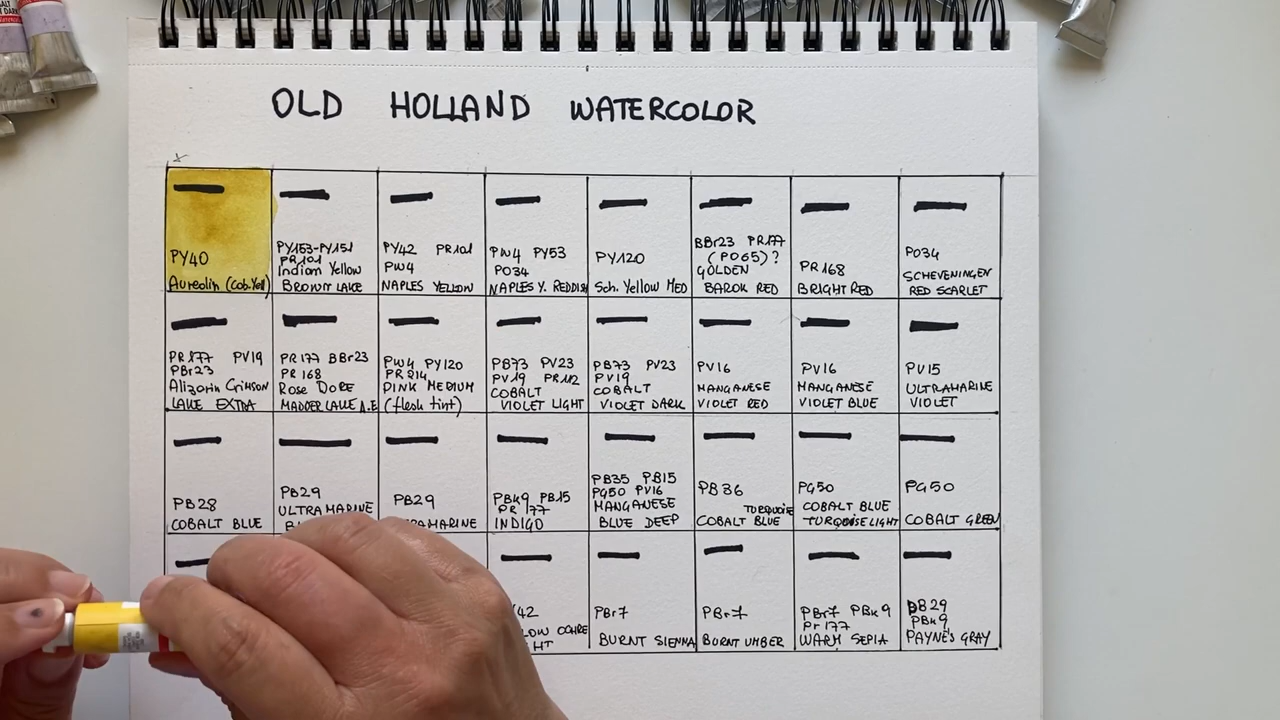 OLD HOLLAND WATERCOLOR
PY40
Aureolin (Cob.Yell)
PY153-PY151
PR101
Indian Yellow
BROWN LAKE
PY42 PR101
PW4
NAPLES YELLOW
PW4 PY53
PO34
NAPLES Y. REDDISH
PY120
Sch. Yellow MED
BBr23 PR177
(PO65)?
GOLDEN
BAROK RED
PR168
BRIGHT RED
PO34
SCHEVENINGEN
RED SCARLET
PR177 PV19
PBr23
Alizarin Crimson
LAKE EXTRA
PR177 BBr23
PR168
Rose DORE
MADDER LAKE A.E
PW4 PY120
PR214
PINK MEDIUM
(flesh tint)
PB73 PV23
PV19 PR112
COBALT
VIOLET LIGHT
PB73 PV23
PV19
COBALT
VIOLET DARK
PV16
MANGANESE
VIOLET RED
PV16
MANGANESE
VIOLET BLUE
PV15
ULTRAMARINE
VIOLET
PB28
COBALT BLUE
PB29
ULTRAMARINE
PB29
RAMARINE
PBk9 PB15
PR177
INDIGO
PB35 PB15
PG50 PV16
MANGANESE
BLUE DEEP
PB36
TURQUOISE
COBALT BLUE
PG50
COBALT BLUE
TURQUOISE LIGHT
PG50
COBALT GREEN
42
LOW OCHRE
HT
PBr7
BURNT SIENNA
PBr7
BURNT UMBER
PBr7 PBk9
Pr177
WARM SEPIA
PB29
PBk9
PAYNE'S GRAY